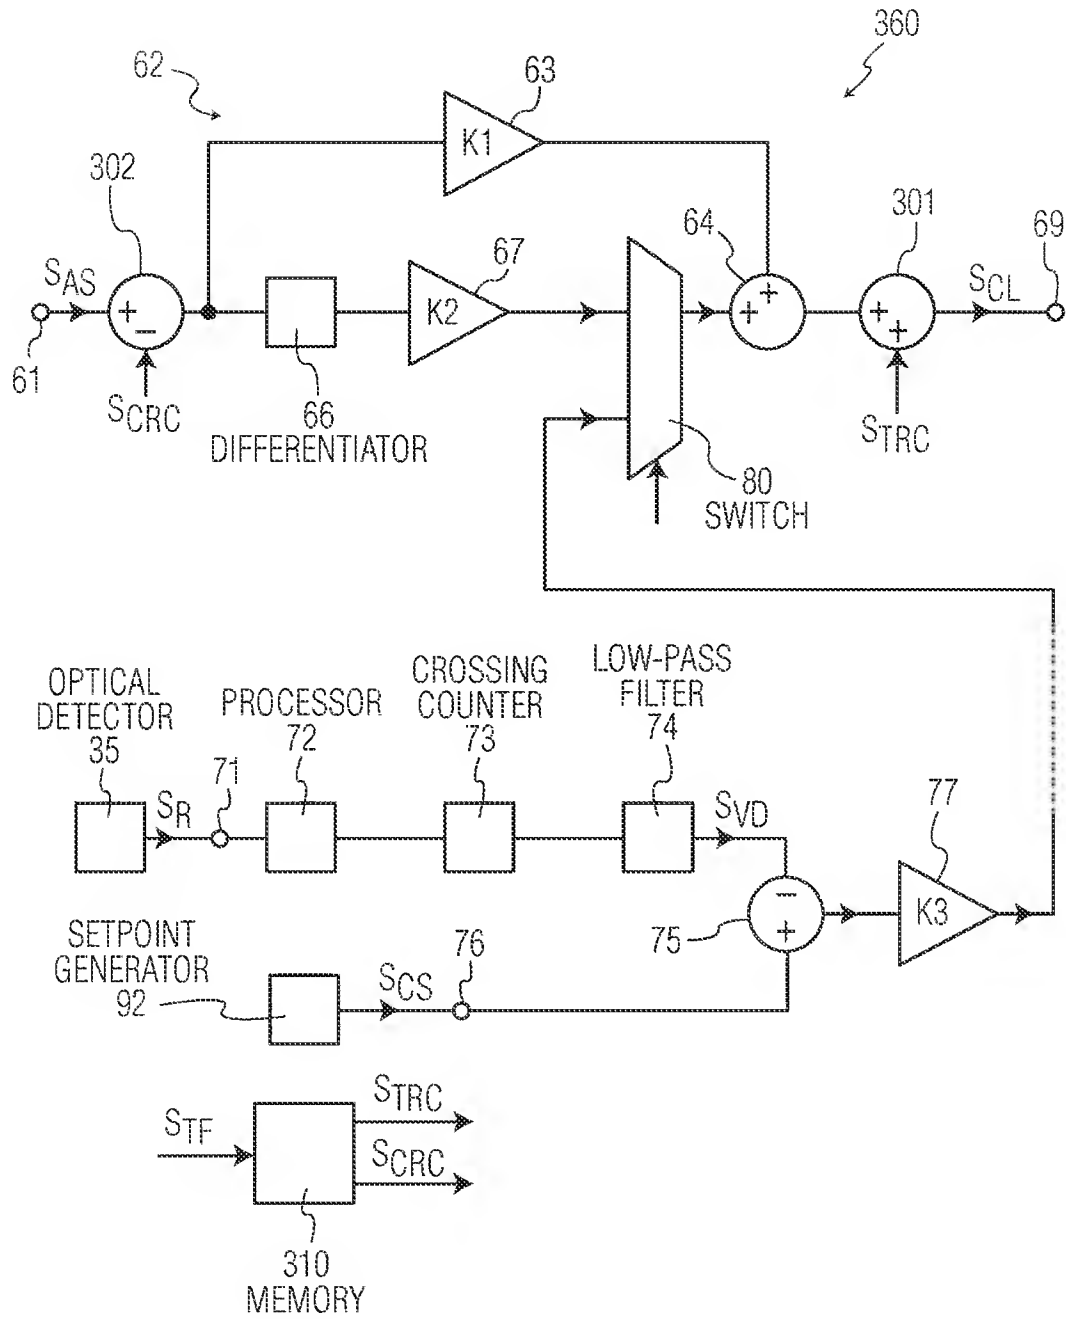 360
62
63
K1
302
64
301
69
67
SAS
+
−
K2
+
+
+
+
SCL
61
SCRC
66
DIFFERENTIATOR
STRC
80
SWITCH
OPTICAL
DETECTOR
35
PROCESSOR
72
CROSSING
COUNTER
73
LOW-PASS
FILTER
74
SR
71
SVD
77
−
+
75
K3
SETPOINT
GENERATOR
92
SCS
76
STF
STRC
SCRC
310
MEMORY